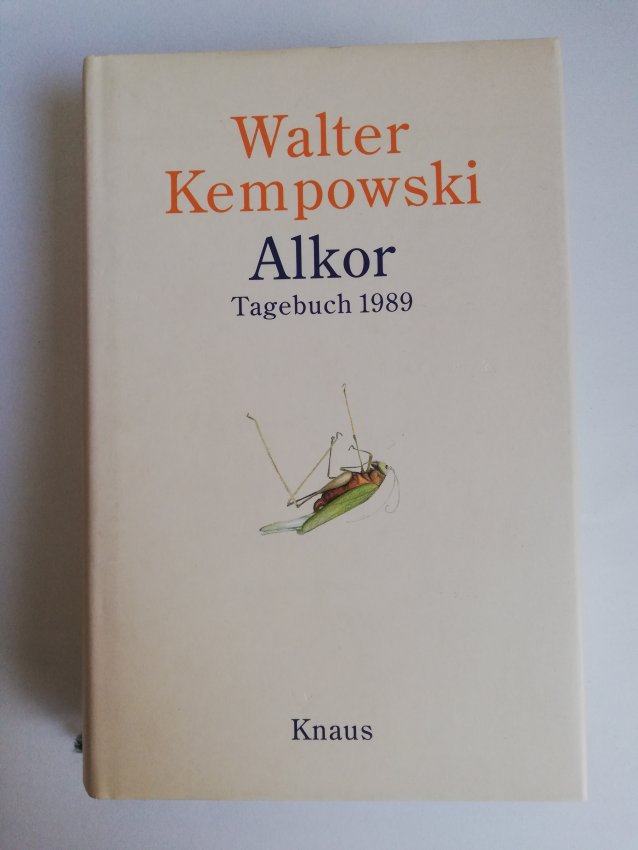 Walter
Kempowski
Alkor
Tagebuch 1989
Knaus